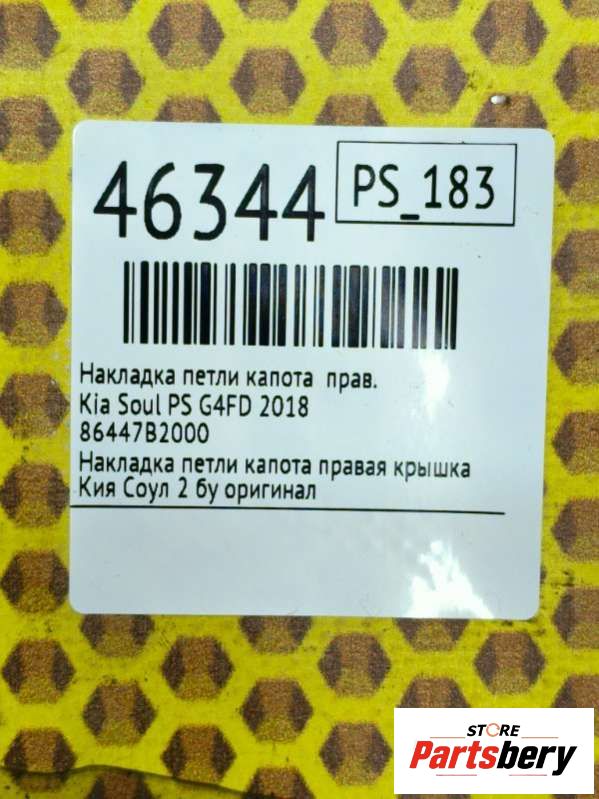 46344
PS_183
Накладка петли капота прав.
Kia Soul PS G4FD 2018
86447B2000
Накладка петли капота правая крышка
Кия Соул 2 бу оригинал
STORE
Partsbery